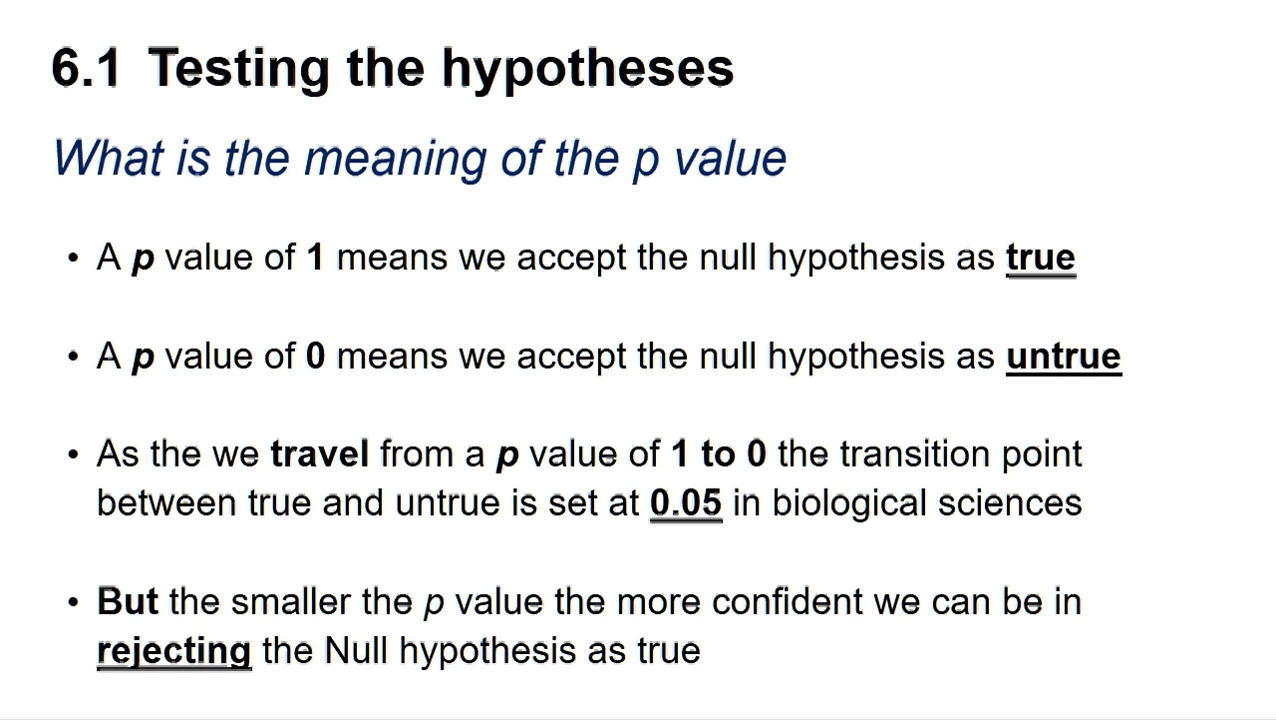 6.1 Testing the hypotheses
What is the meaning of the p value
• A p value of 1 means we accept the null hypothesis as true
• A p value of 0 means we accept the null hypothesis as untrue
• As the we travel from a p value of 1 to 0 the transition point
between true and untrue is set at 0.05 in biological sciences
• But the smaller the p value the more confident we can be in
rejecting the Null hypothesis as true